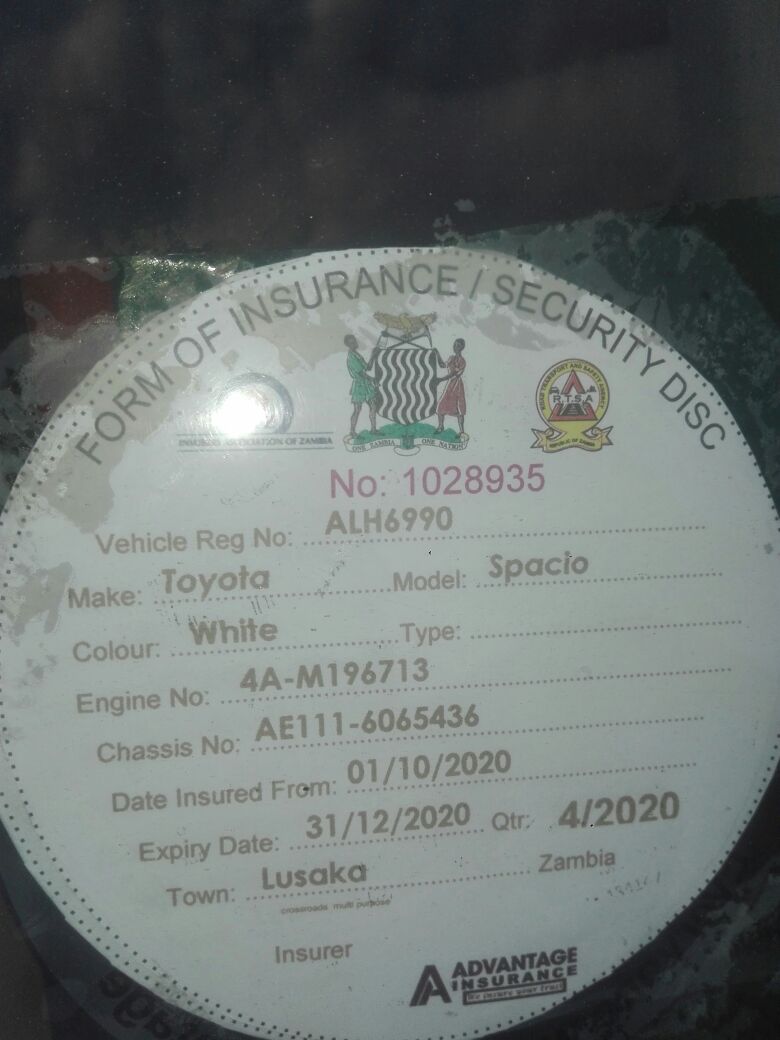 FORM OF INSURANCE / SECURITY DISC
ROAD TRANSPORT AND SAFETY AGENCY
R.T.S.A
REPUBLIC OF ZAMBIA
INSURERS ASSOCIATION OF ZAMBIA
ONE ZAMBIA ONE NATION
No: 1028935
Vehicle Reg No: ALH6990
Make: Toyota Model: Spacio
Colour: White Type:
Engine No: 4A-M196713
Chassis No: AE111-6065436
Date Insured From: 01/10/2020
Expiry Date: 31/12/2020 Qtr: 4/2020
Town: Lusaka Zambia
crossroads multi purpose
Insurer
ADVANTAGE
INSURANCE
We insure your trust